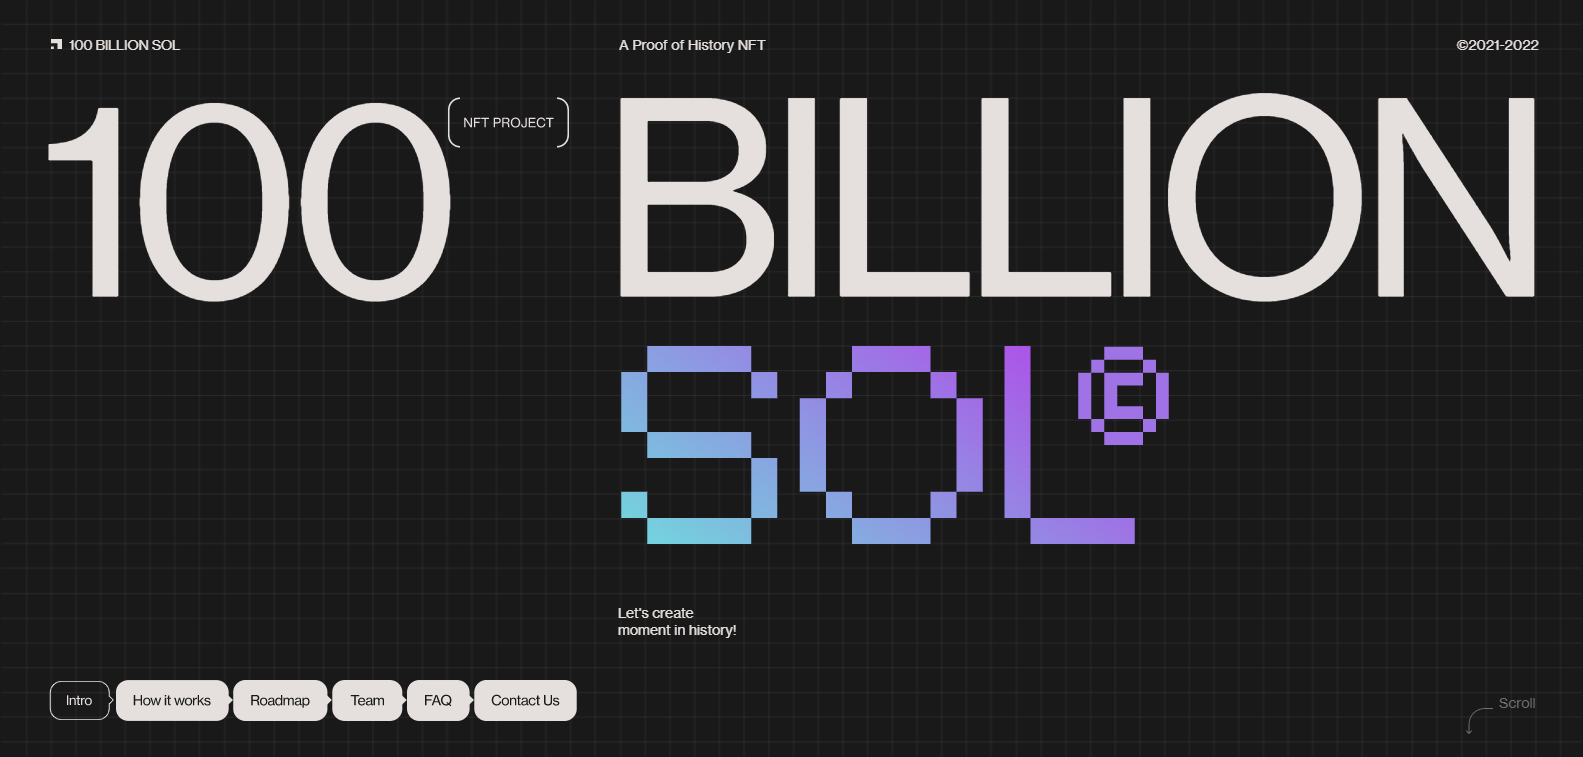 100 BILLION SOL
A Proof of History NFT
©2021-2022
100
NFT PROJECT
BILLION
SOL©
Let's create
moment in history!
Intro
How it works
Roadmap
Team
FAQ
Contact Us
Scroll